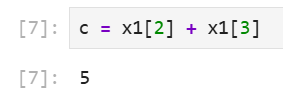 [7]: c = x1[2] + x1[3]
[7]: 5